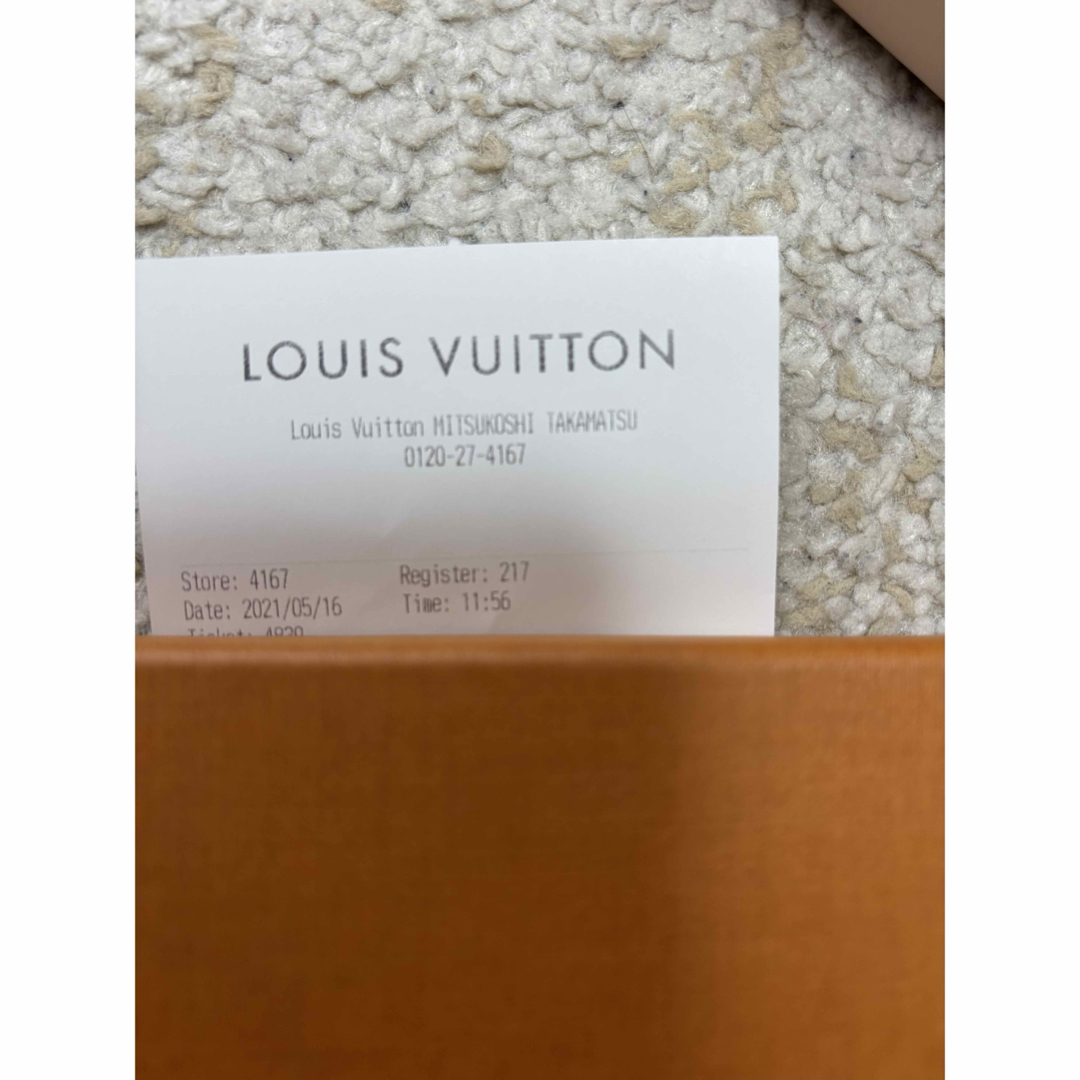 LOUIS VUITTON
Louis Vuitton MITSUKOSHI TAKAMATSU
0120-27-4167
Store: 4167 Register: 217
Date: 2021/05/16 Time: 11:56
Ticket: